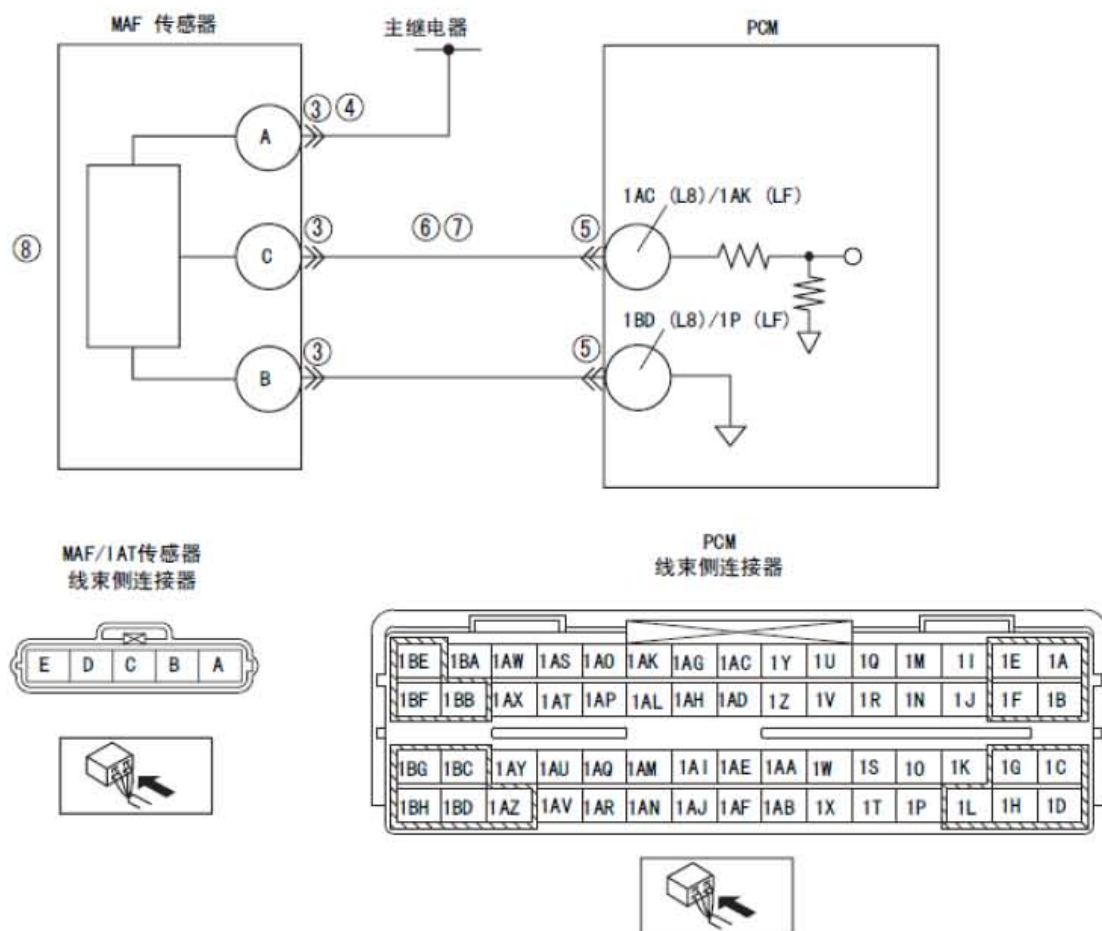 MAF 传感器
主继电器
PCM
③ ④
A
1AC (L8)/1AK (LF)
③
⑥ ⑦
⑤
⑧
C
1BD (L8)/1P (LF)
③
⑤
B
MAF/IAT传感器
线束侧连接器
PCM
线束侧连接器
E D C B A
1BE 1BA 1AW 1AS 1AO 1AK 1AG 1AC 1Y 1U 1Q 1M 1I 1E 1A
1BF 1BB 1AX 1AT 1AP 1AL 1AH 1AD 1Z 1V 1R 1N 1J 1F 1B
1BG 1BC 1AY 1AU 1AQ 1AM 1AI 1AE 1AA 1W 1S 1O 1K 1G 1C
1BH 1BD 1AZ 1AV 1AR 1AN 1AJ 1AF 1AB 1X 1T 1P 1L 1H 1D